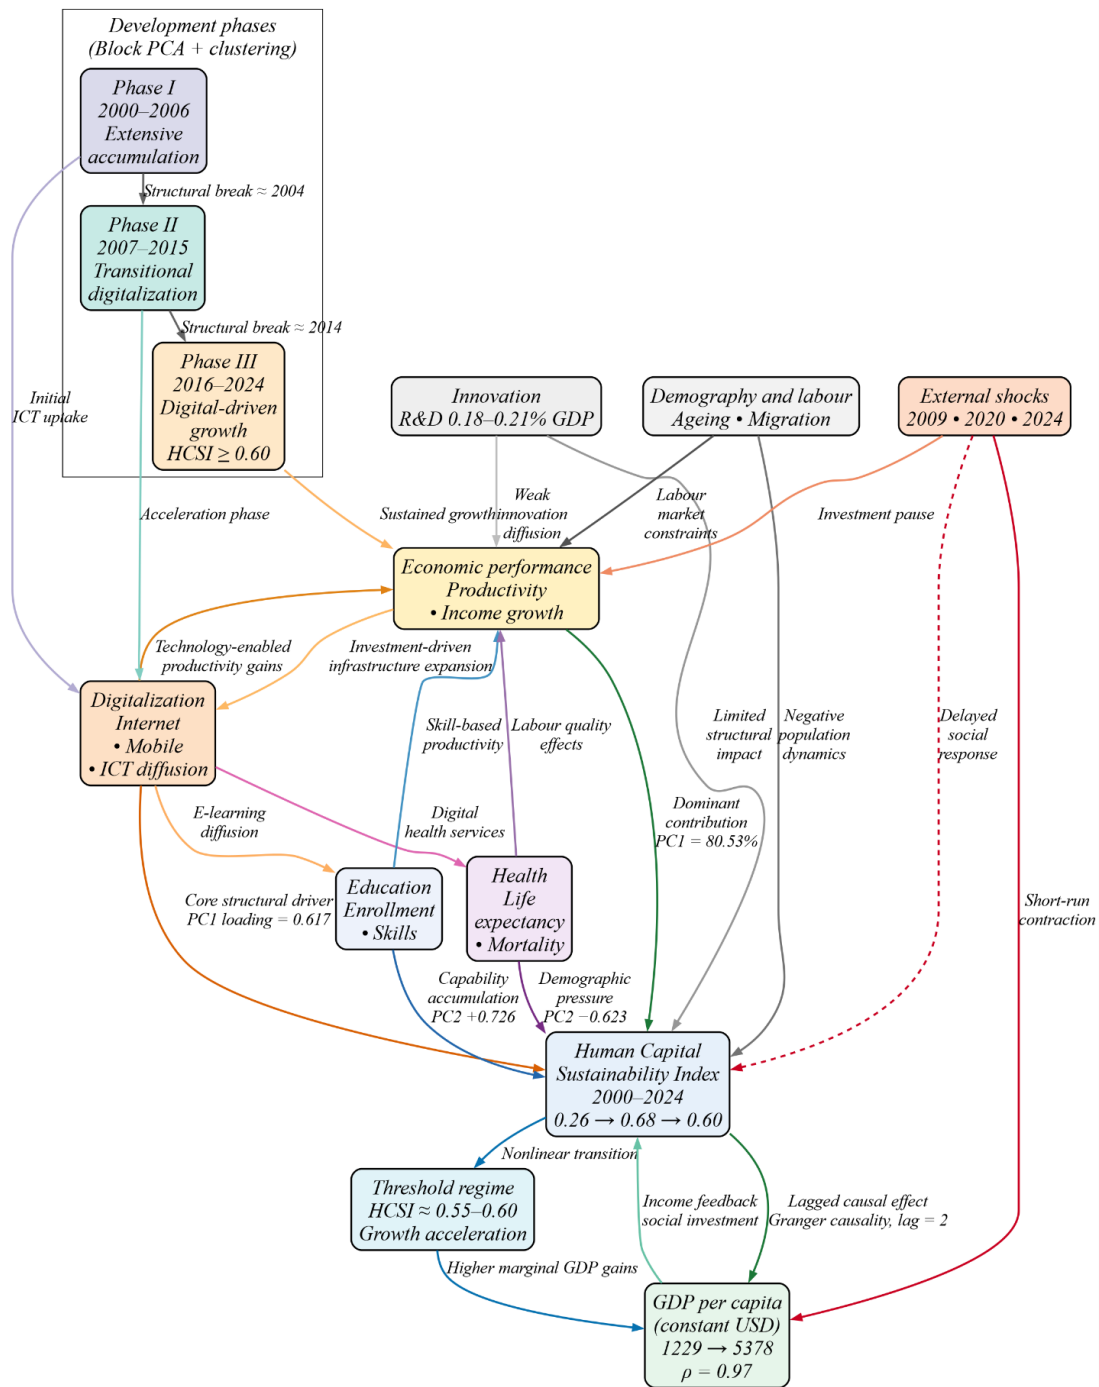 Development phases
(Block PCA + clustering)
Phase I
2000–2006
Extensive
accumulation
Structural break ≈ 2004
Phase II
2007–2015
Transitional
digitalization
Structural break ≈ 2014
Phase III
2016–2024
Digital-driven
growth
HCSI ≥ 0.60
Initial
ICT uptake
Innovation
R&D 0.18–0.21% GDP
Demography and labour
Ageing • Migration
External shocks
2009 • 2020 • 2024
Acceleration phase
Sustained growth
Weak
innovation
diffusion
Labour
market
constraints
Investment pause
Economic performance
Productivity
• Income growth
Technology-enabled
productivity gains
Investment-driven
infrastructure expansion
Digitalization
Internet
• Mobile
• ICT diffusion
Skill-based
productivity
Labour quality
effects
Limited
structural
impact
Negative
population
dynamics
Delayed
social
response
E-learning
diffusion
Digital
health services
Dominant
contribution
PC1 = 80.53%
Core structural driver
PC1 loading = 0.617
Education
Enrollment
• Skills
Health
Life
expectancy
• Mortality
Short-run
contraction
Capability
accumulation
PC2 +0.726
Demographic
pressure
PC2 −0.623
Human Capital
Sustainability Index
2000–2024
0.26 → 0.68 → 0.60
Nonlinear transition
Threshold regime
HCSI ≈ 0.55–0.60
Growth acceleration
Income feedback
social investment
Lagged causal effect
Granger causality, lag = 2
Higher marginal GDP gains
GDP per capita
(constant USD)
1229 → 5378
ρ = 0.97